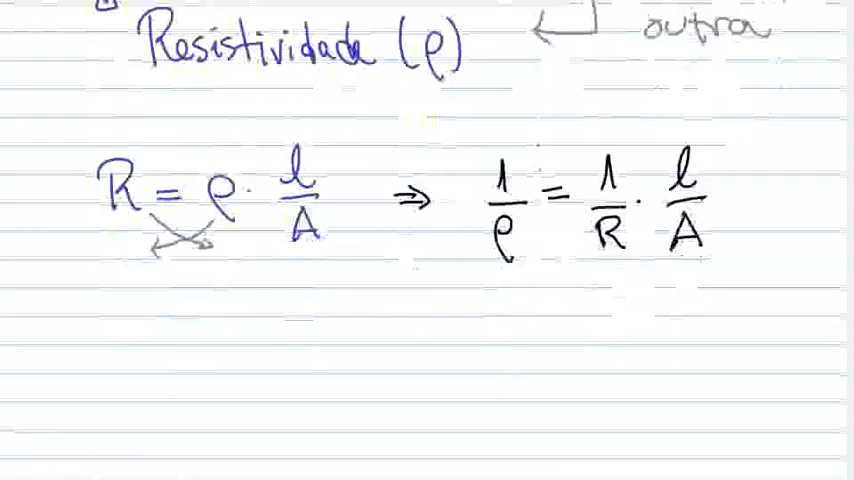 Resistividade (ρ) outra
R = ρ · l/A ⇒ 1/ρ = 1/R · l/A